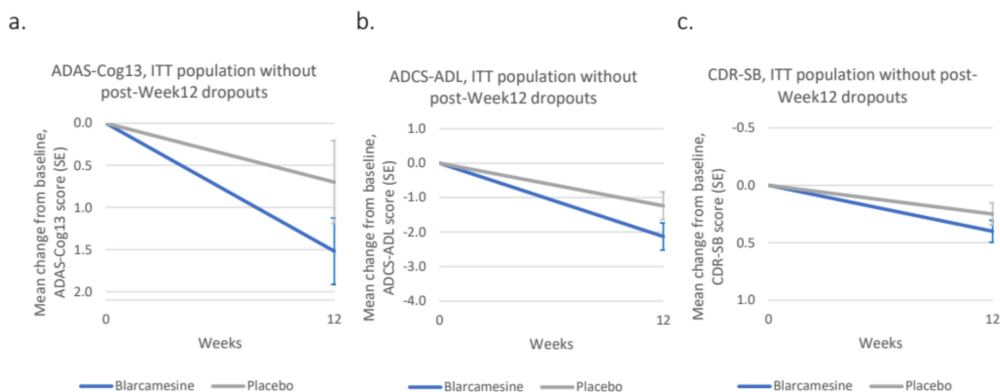 a.
ADAS-Cog13, ITT population without
post-Week12 dropouts
Mean change from baseline,
ADAS-Cog13 score (SE)
0.0
0.5
1.0
1.5
2.0
0
12
Weeks
Blarcamesine
Placebo
b.
ADCS-ADL, ITT population without
post-Week12 dropouts
Mean change from baseline,
ADCS-ADL score (SE)
1.0
0.0
-1.0
-2.0
-3.0
-4.0
0
12
Weeks
Blarcamesine
Placebo
c.
CDR-SB, ITT population without post-
Week12 dropouts
Mean change from baseline,
CDR-SB score (SE)
-0.5
0.0
0.5
1.0
0
12
Weeks
Blarcamesine
Placebo